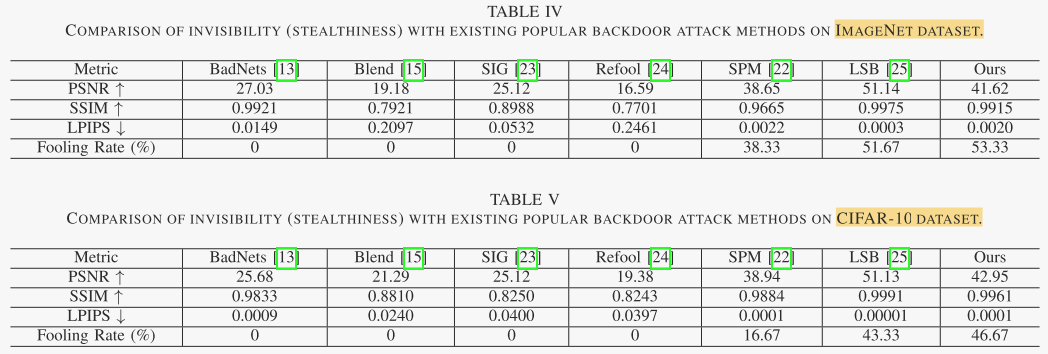 TABLE IV
COMPARISON OF INVISIBILITY (STEALTHINESS) WITH EXISTING POPULAR BACKDOOR ATTACK METHODS ON IMAGENET DATASET.
Metric BadNets [13] Blend [15] SIG [23] Refool [24] SPM [22] LSB [25] Ours
PSNR ↑ 27.03 19.18 25.12 16.59 38.65 51.14 41.62
SSIM ↑ 0.9921 0.7921 0.8988 0.7701 0.9665 0.9975 0.9915
LPIPS ↓ 0.0149 0.2097 0.0532 0.2461 0.0022 0.0003 0.0020
Fooling Rate (%) 0 0 0 0 38.33 51.67 53.33
TABLE V
COMPARISON OF INVISIBILITY (STEALTHINESS) WITH EXISTING POPULAR BACKDOOR ATTACK METHODS ON CIFAR-10 DATASET.
Metric BadNets [13] Blend [15] SIG [23] Refool [24] SPM [22] LSB [25] Ours
PSNR ↑ 25.68 21.29 25.12 19.38 38.94 51.13 42.95
SSIM ↑ 0.9833 0.8810 0.8250 0.8243 0.9884 0.9991 0.9961
LPIPS ↓ 0.0009 0.0240 0.0400 0.0397 0.0001 0.00001 0.0001
Fooling Rate (%) 0 0 0 0 16.67 43.33 46.67